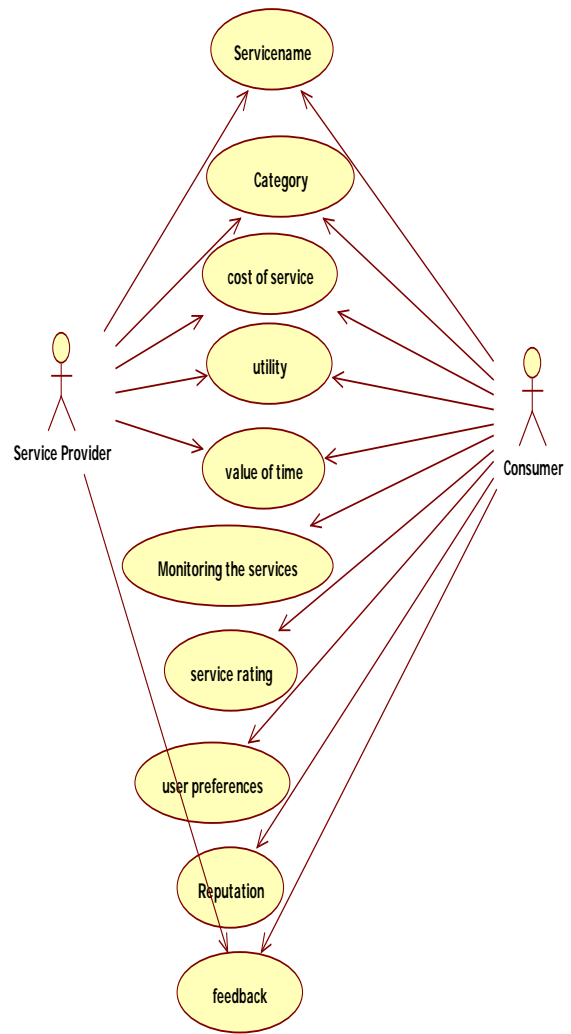 Servicename
Category
cost of service
utility
Service Provider
Consumer
value of time
Monitoring the services
service rating
user preferences
Reputation
feedback